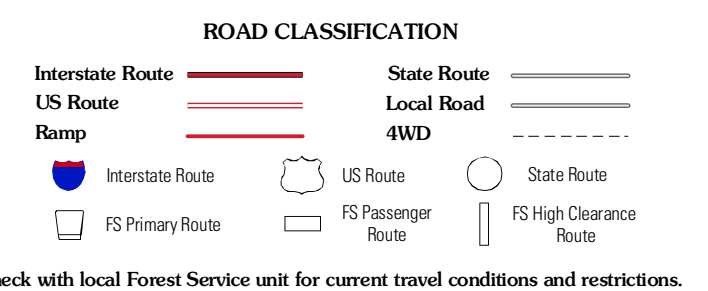 ROAD CLASSIFICATION
Interstate Route
State Route
US Route
Local Road
Ramp
4WD
Interstate Route
US Route
State Route
FS Primary Route
FS Passenger
Route
FS High Clearance
Route
with local Forest Service unit for current travel conditions and restrictions.